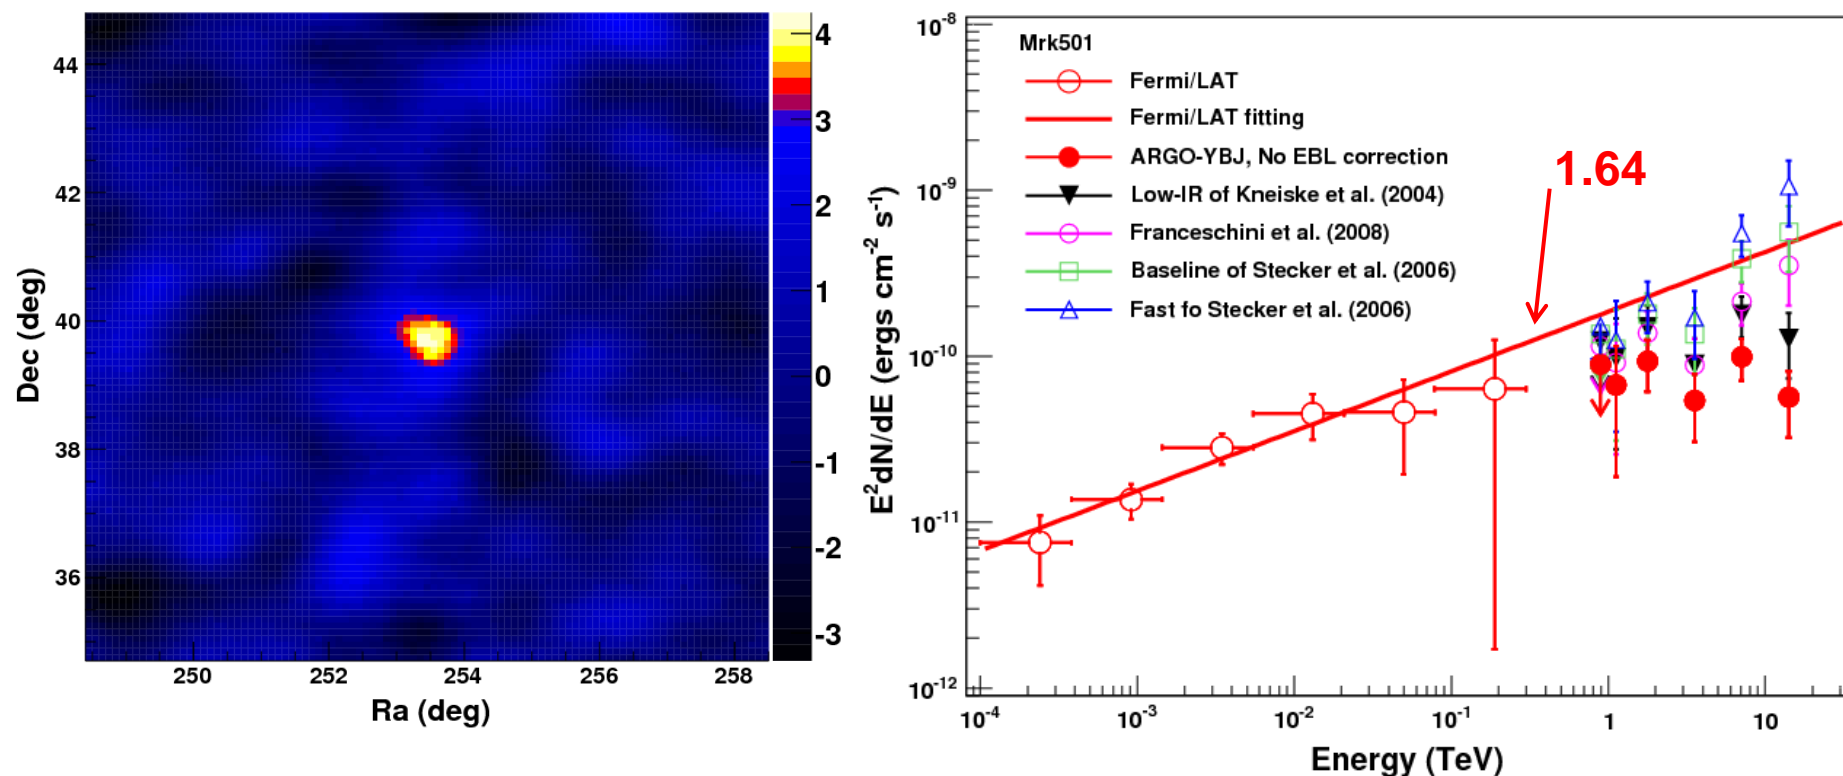 44
42
40
38
36
Dec (deg)
250
252
254
256
258
Ra (deg)
4
3
2
1
0
-1
-2
-3
E²dN/dE (ergs cm⁻² s⁻¹)
10⁻⁸
10⁻⁹
10⁻¹⁰
10⁻¹¹
10⁻¹²
Mrk501
Fermi/LAT
Fermi/LAT fitting
ARGO-YBJ, No EBL correction
Low-IR of Kneiske et al. (2004)
Franceschini et al. (2008)
Baseline of Stecker et al. (2006)
Fast fo Stecker et al. (2006)
1.64
10⁻⁴
10⁻³
10⁻²
10⁻¹
1
10
Energy (TeV)